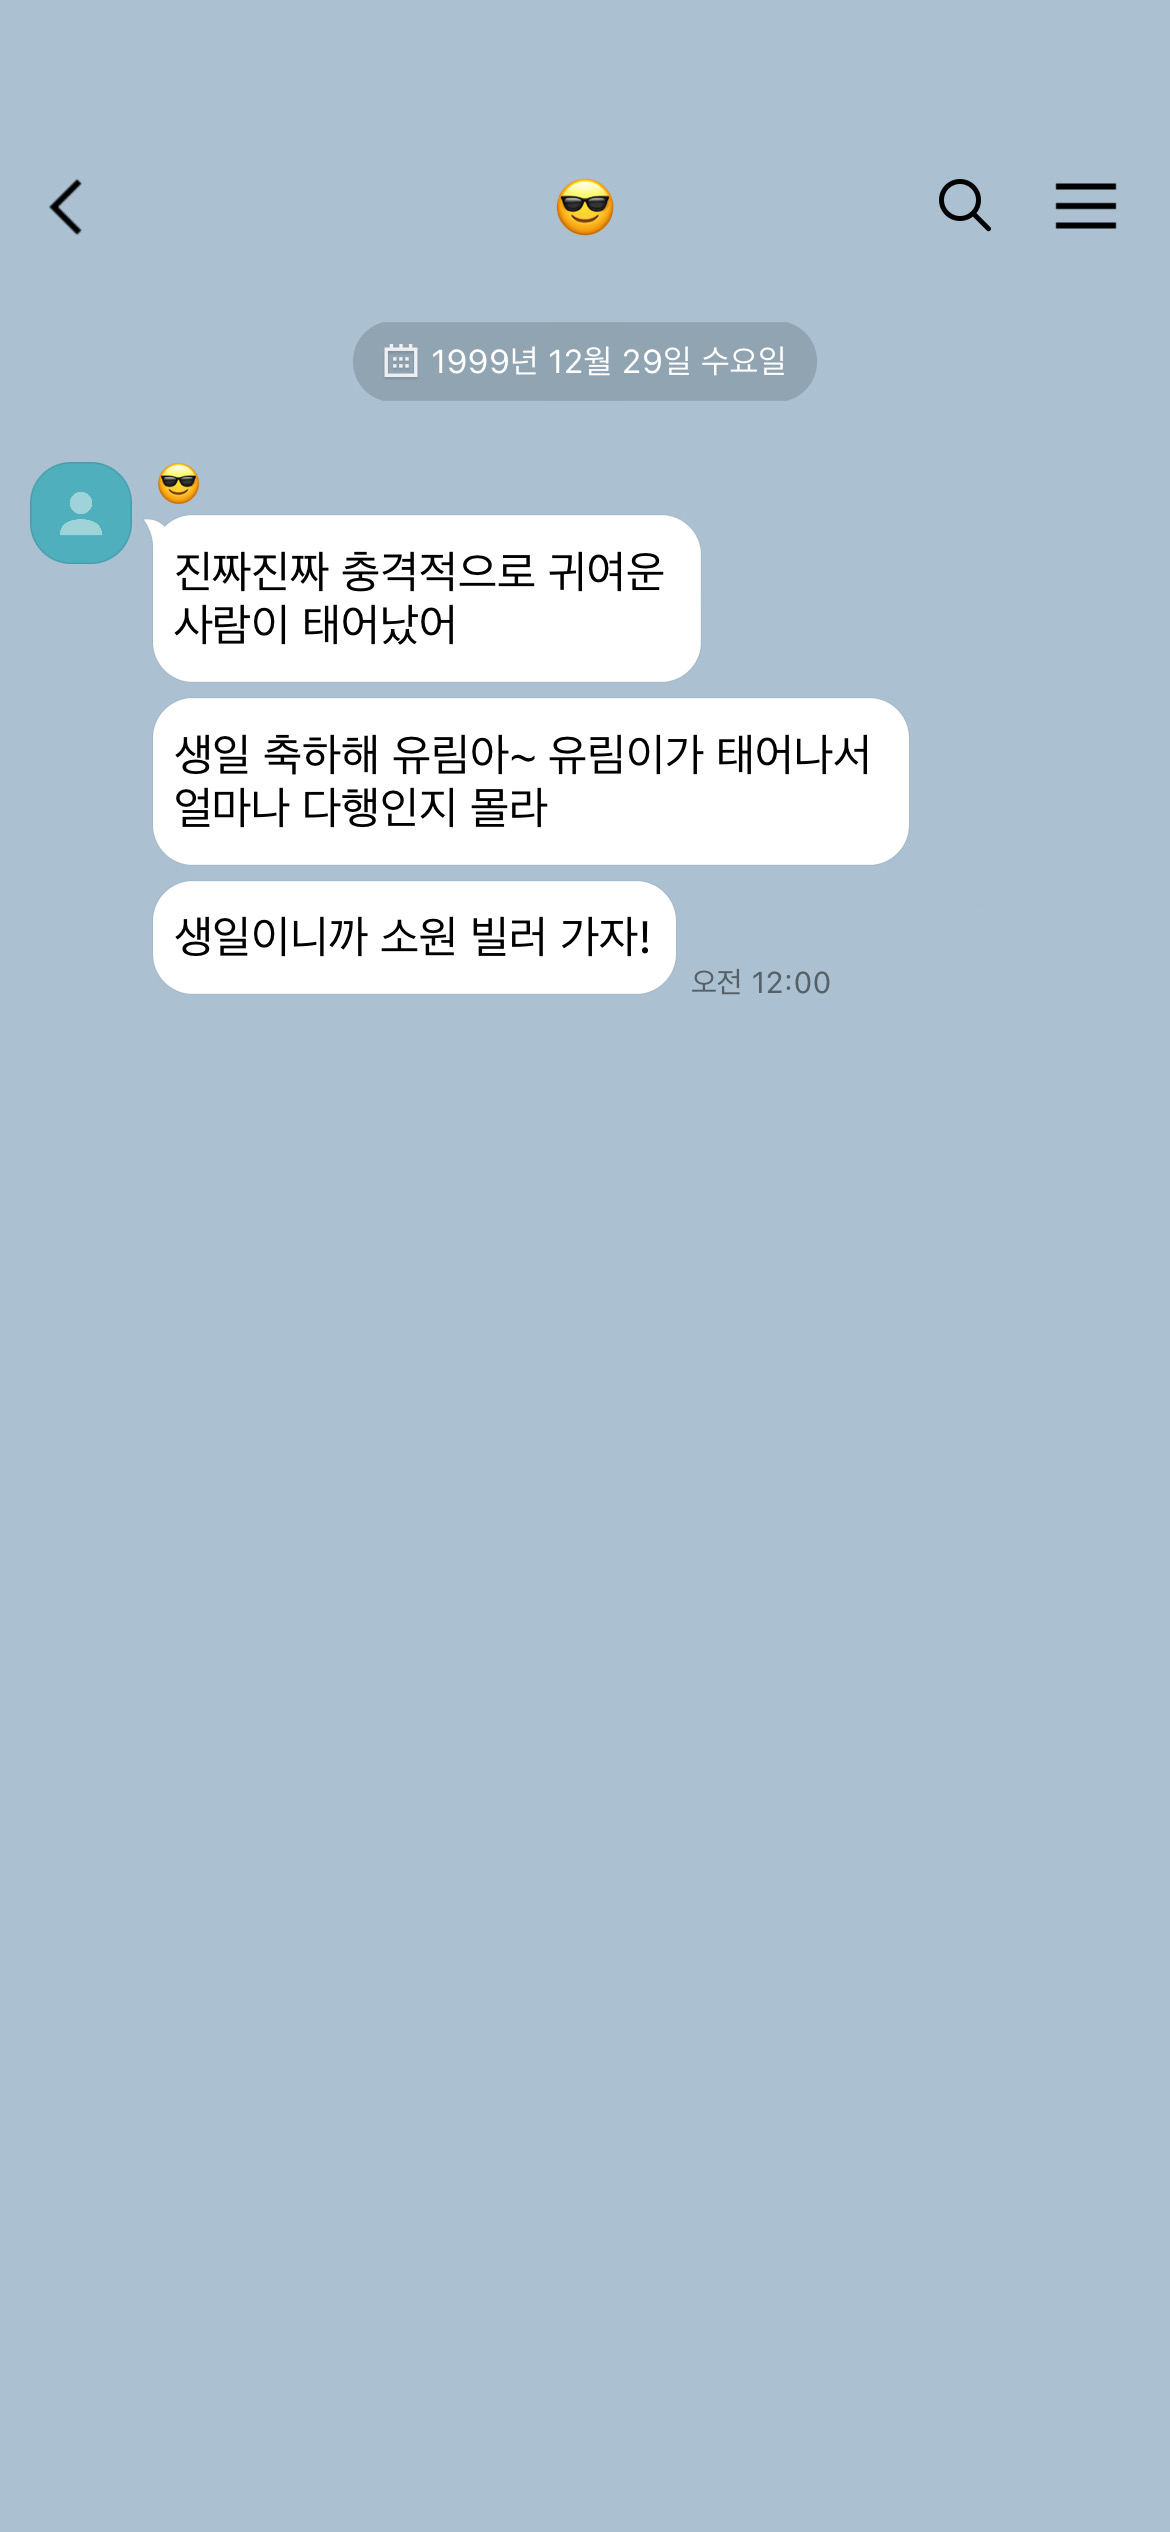 😎
1999년 12월 29일 수요일
😎
진짜진짜 충격적으로 귀여운
사람이 태어났어
생일 축하해 유림아~ 유림이가 태어나서
얼마나 다행인지 몰라
생일이니까 소원 빌러 가자!
오전 12:00